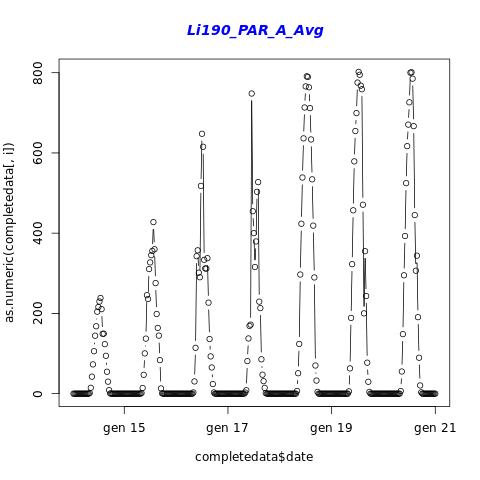 Li190_PAR_A_Avg
as.numeric(completedata[, i])
800
600
400
200
0
gen 15
gen 17
gen 19
gen 21
completedata$date